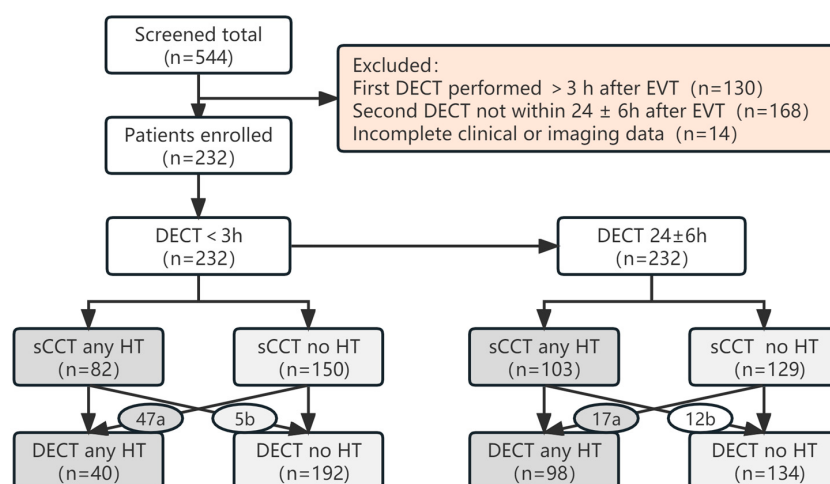 Screened total
(n=544)
Excluded:
First DECT performed > 3 h after EVT (n=130)
Second DECT not within 24 ± 6h after EVT (n=168)
Incomplete clinical or imaging data (n=14)
Patients enrolled
(n=232)
DECT < 3h
(n=232)
DECT 24±6h
(n=232)
sCCT any HT
(n=82)
sCCT no HT
(n=150)
sCCT any HT
(n=103)
sCCT no HT
(n=129)
47a
5b
17a
12b
DECT any HT
(n=40)
DECT no HT
(n=192)
DECT any HT
(n=98)
DECT no HT
(n=134)